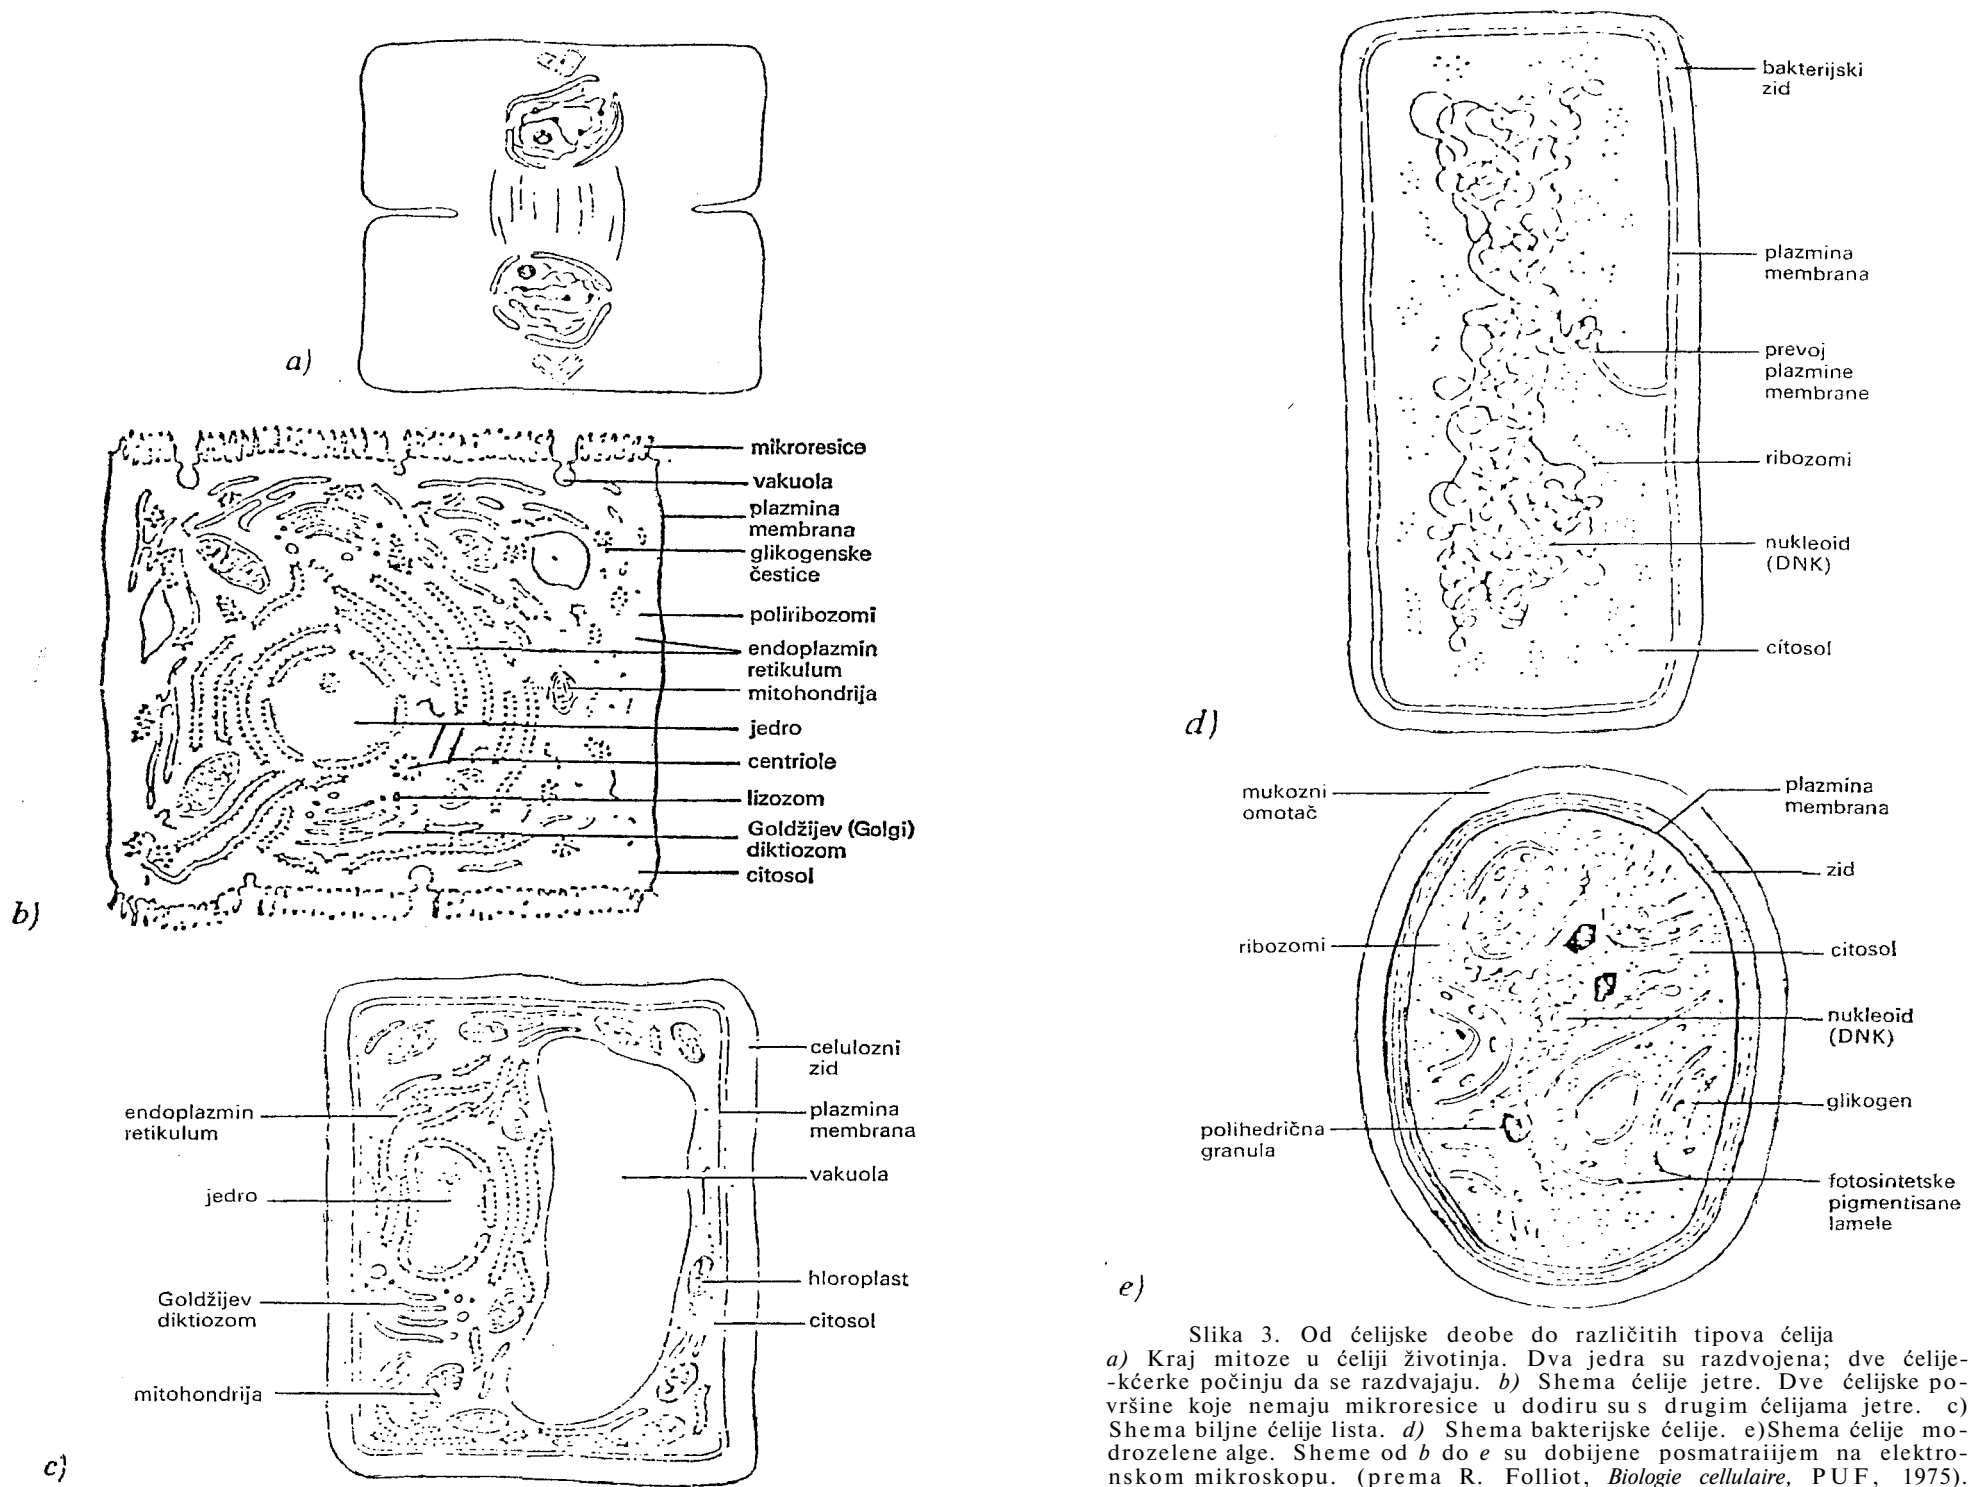 a)
mikroresice
vakuola
plazmina
membrana
glikogenske
čestice
poliribozomi
endoplazmin
retikulum
mitohondrija
jedro
centriole
lizozom
Goldžijev (Golgi)
diktiozom
citosol
b)
celulozni
zid
plazmina
membrana
vakuola
hloroplast
citosol
endoplazmin
retikulum
jedro
Goldžijev
diktiozom
mitohondrija
c)
bakterijski
zid
plazmina
membrana
prevoj
plazmine
membrane
ribozomi
nukleoid
(DNK)
citosol
d)
mukozni
omotač
ribozomi
polihedrična
granula
plazmina
membrana
zid
citosol
nukleoid
(DNK)
glikogen
fotosintetske
pigmentisane
lamele
e)
Slika 3. Od ćelijske deobe do različitih tipova ćelija
a) Kraj mitoze u ćeliji životinja. Dva jedra su razdvojena; dve ćelije-
-kćerke počinju da se razdvajaju. b) Shema ćelije jetre. Dve ćelijske po-
vršine koje nemaju mikroresice u dodiru su s drugim ćelijama jetre. c)
Shema biljne ćelije lista. d) Shema bakterijske ćelije. e)Shema ćelije mo-
drozelene alge. Sheme od b do e su dobijene posmatraiijem na elektro-
nskom mikroskopu. (prema R. Folliot, Biologie cellulaire, PUF, 1975).